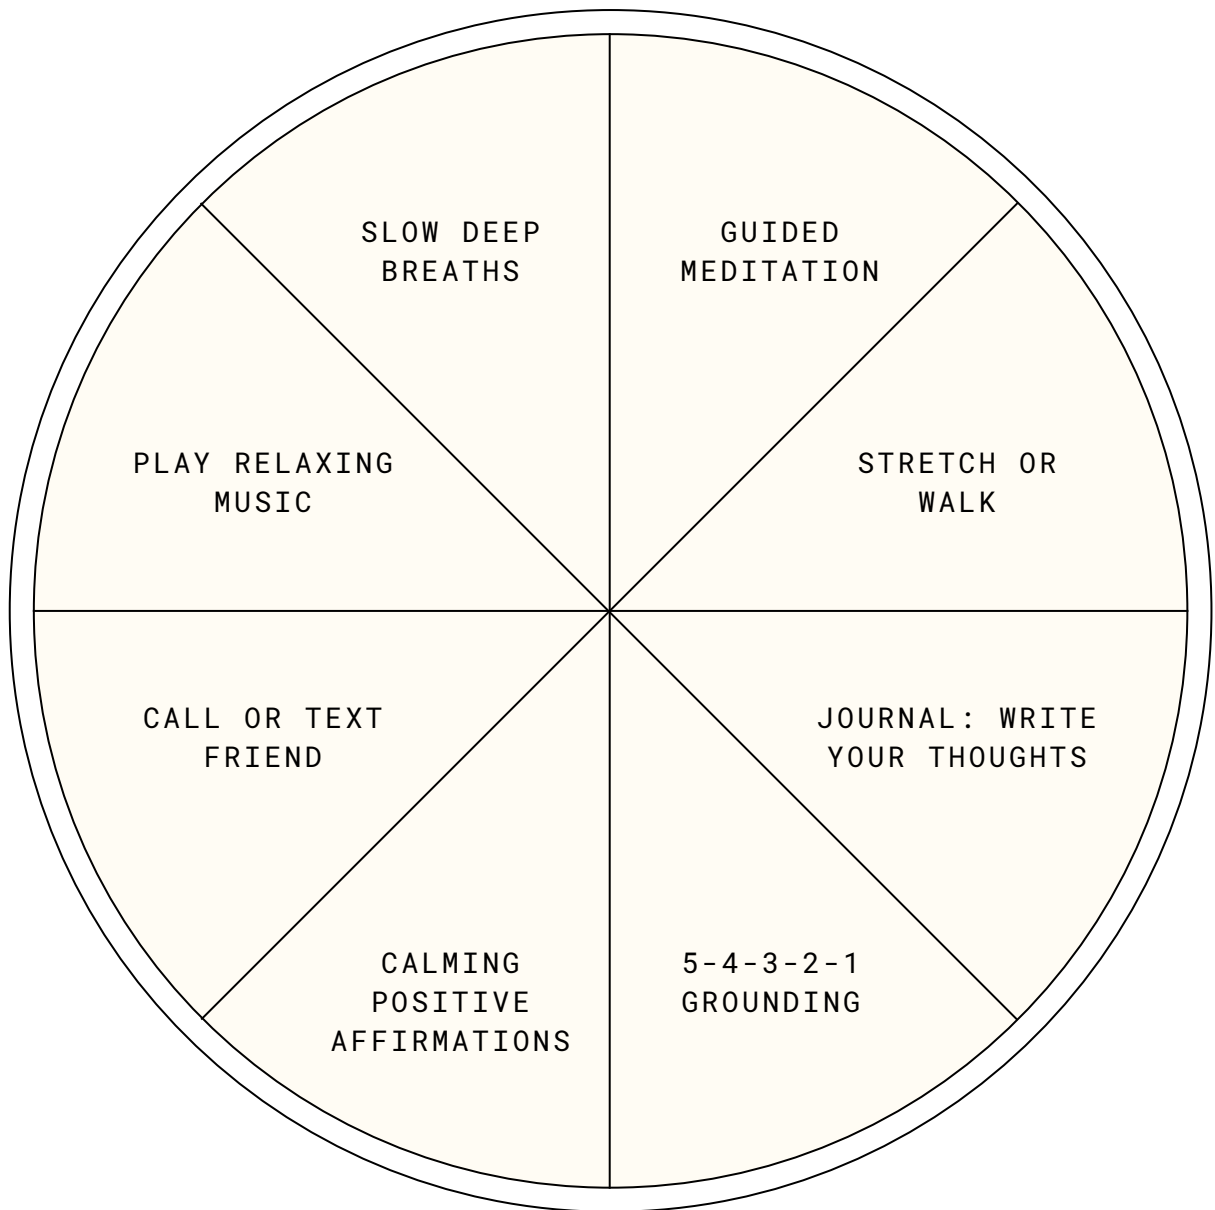 SLOW DEEP
BREATHS
GUIDED
MEDITATION
STRETCH OR
WALK
JOURNAL: WRITE
YOUR THOUGHTS
5-4-3-2-1
GROUNDING
CALMING
POSITIVE
AFFIRMATIONS
CALL OR TEXT
FRIEND
PLAY RELAXING
MUSIC